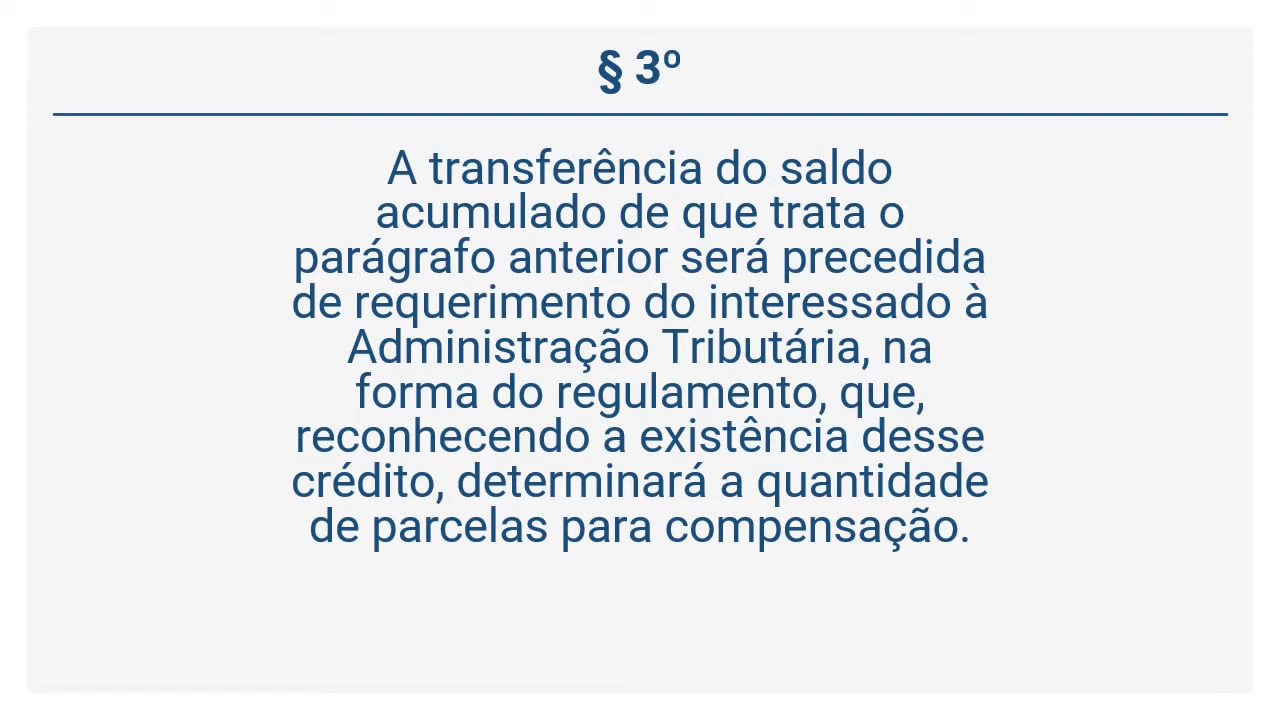 § 3º
A transferência do saldo
acumulado de que trata o
parágrafo anterior será precedida
de requerimento do interessado à
Administração Tributária, na
forma do regulamento, que,
reconhecendo a existência desse
crédito, determinará a quantidade
de parcelas para compensação.